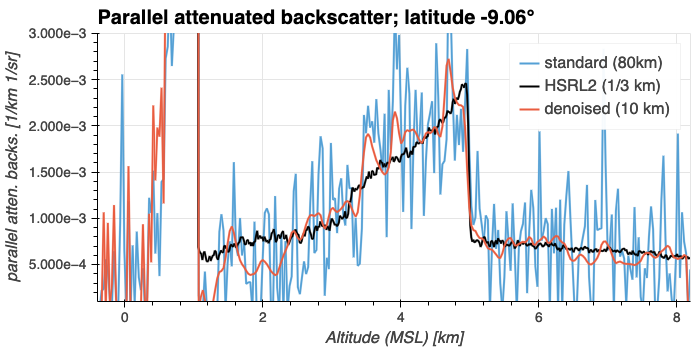 Parallel attenuated backscatter; latitude -9.06°
3.000e−3
2.500e−3
2.000e−3
1.500e−3
1.000e−3
5.000e−4
parallel atten. backs. [1/km 1/sr]
standard (80km)
HSRL2 (1/3 km)
denoised (10 km)
0 2 4 6 8
Altitude (MSL) [km]